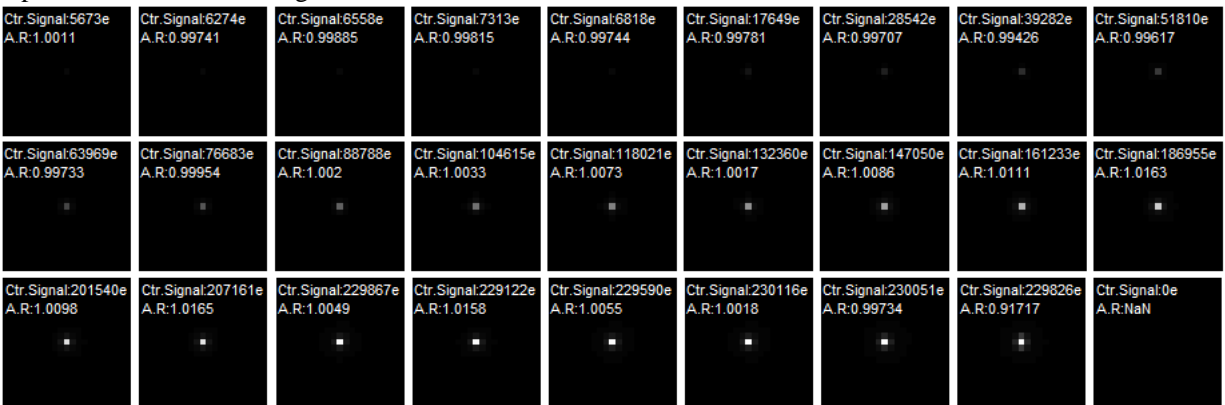 Ctr.Signal:5673e Ctr.Signal:6274e Ctr.Signal:6558e Ctr.Signal:7313e Ctr.Signal:6818e Ctr.Signal:17649e Ctr.Signal:28542e Ctr.Signal:39282e Ctr.Signal:51810e
A.R:1.0011 A.R:0.99741 A.R:0.99885 A.R:0.99815 A.R:0.99744 A.R:0.99781 A.R:0.99707 A.R:0.99426 A.R:0.99617
Ctr.Signal:63969e Ctr.Signal:76683e Ctr.Signal:88788e Ctr.Signal:104615e Ctr.Signal:118021e Ctr.Signal:132360e Ctr.Signal:147050e Ctr.Signal:161233e Ctr.Signal:186955e
A.R:0.99733 A.R:0.99954 A.R:1.002 A.R:1.0033 A.R:1.0073 A.R:1.0017 A.R:1.0086 A.R:1.0111 A.R:1.0163
Ctr.Signal:201540e Ctr.Signal:207161e Ctr.Signal:229867e Ctr.Signal:229122e Ctr.Signal:229590e Ctr.Signal:230116e Ctr.Signal:230051e Ctr.Signal:229826e Ctr.Signal:0e
A.R:1.0098 A.R:1.0165 A.R:1.0049 A.R:1.0158 A.R:1.0055 A.R:1.0018 A.R:0.99734 A.R:0.91717 A.R:NaN